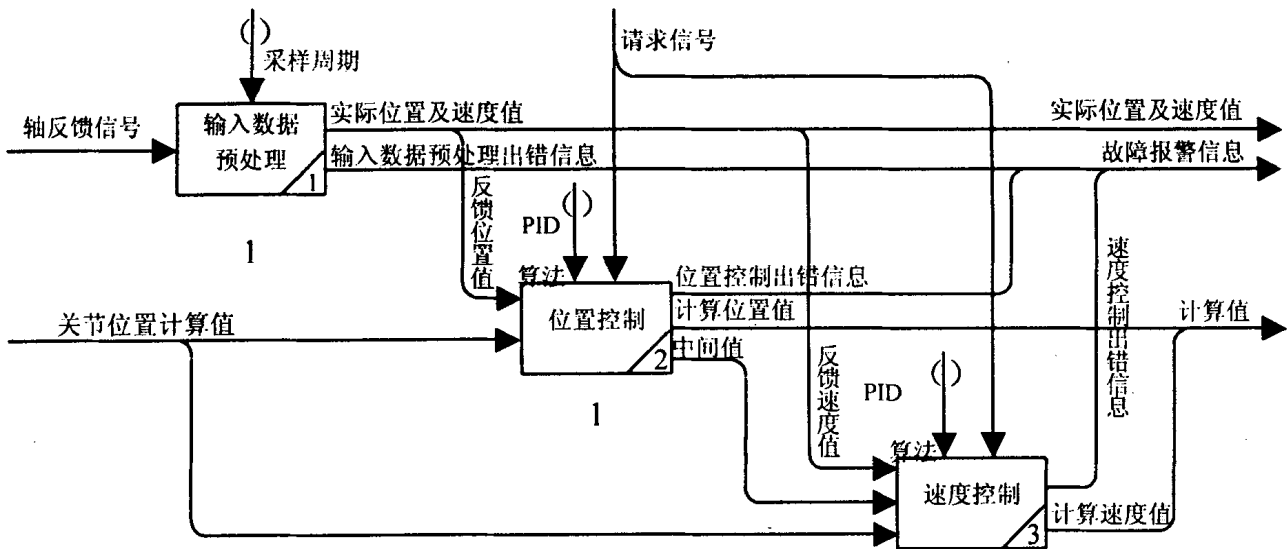 ()
采样周期
请求信号
轴反馈信号
输入数据
预处理
1
实际位置及速度值
实际位置及速度值
输入数据预处理出错信息
故障报警信息
1
反馈位置值
PID
()
算法
位置控制
2
位置控制出错信息
计算位置值
中间值
关节位置计算值
1
反馈速度值
PID
()
算法
速度控制
3
速度控制出错信息
计算值
计算速度值